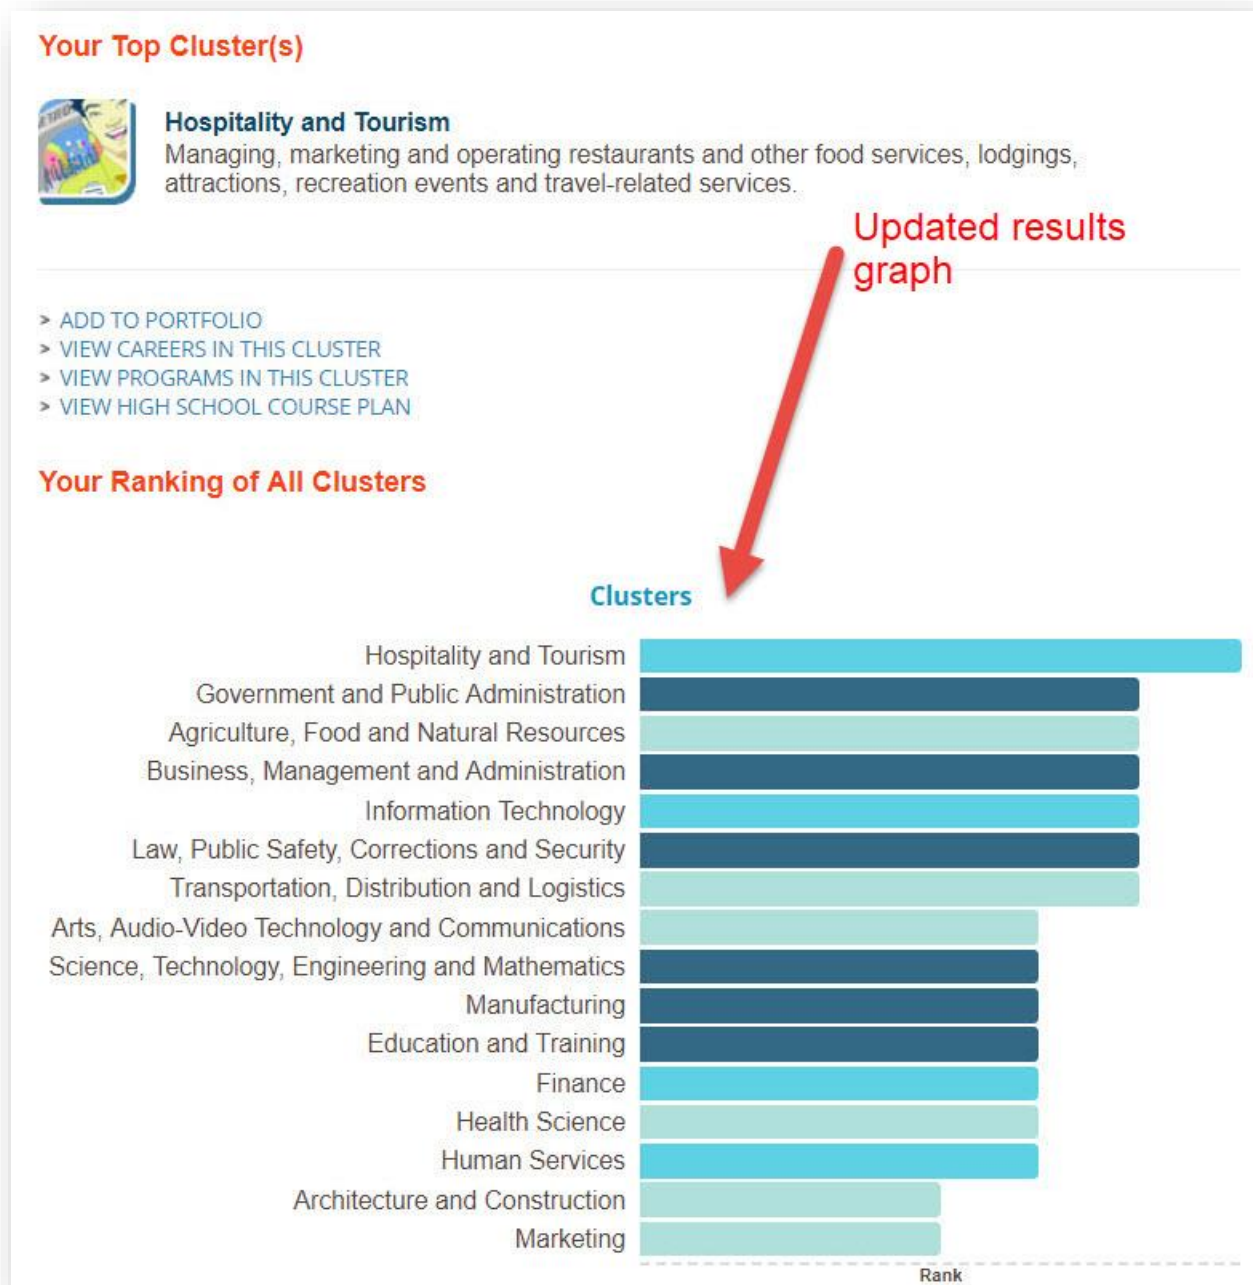 Your Top Cluster(s)
Hospitality and Tourism
Managing, marketing and operating restaurants and other food services, lodgings,
attractions, recreation events and travel-related services.
Updated results
graph
> ADD TO PORTFOLIO
> VIEW CAREERS IN THIS CLUSTER
> VIEW PROGRAMS IN THIS CLUSTER
> VIEW HIGH SCHOOL COURSE PLAN
Your Ranking of All Clusters
Clusters
Hospitality and Tourism
Government and Public Administration
Agriculture, Food and Natural Resources
Business, Management and Administration
Information Technology
Law, Public Safety, Corrections and Security
Transportation, Distribution and Logistics
Arts, Audio-Video Technology and Communications
Science, Technology, Engineering and Mathematics
Manufacturing
Education and Training
Finance
Health Science
Human Services
Architecture and Construction
Marketing
Rank